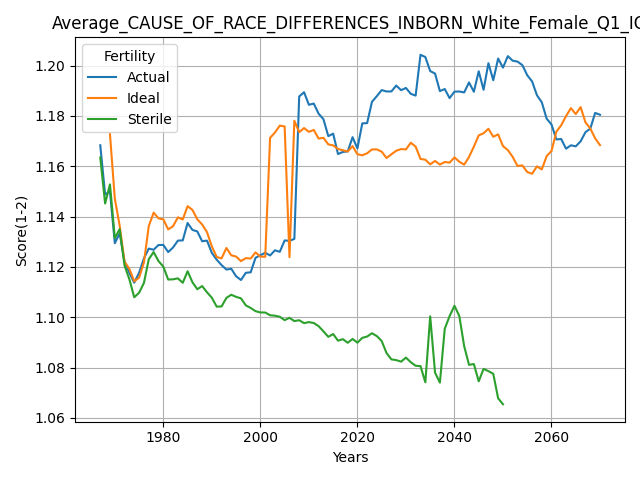 Average_CAUSE_OF_RACE_DIFFERENCES_INBORN_White_Female_Q1_IC
Fertility
Actual
Ideal
Sterile
Score(1-2)
1.20
1.18
1.16
1.14
1.12
1.10
1.08
1.06
1980
2000
2020
2040
2060
Years